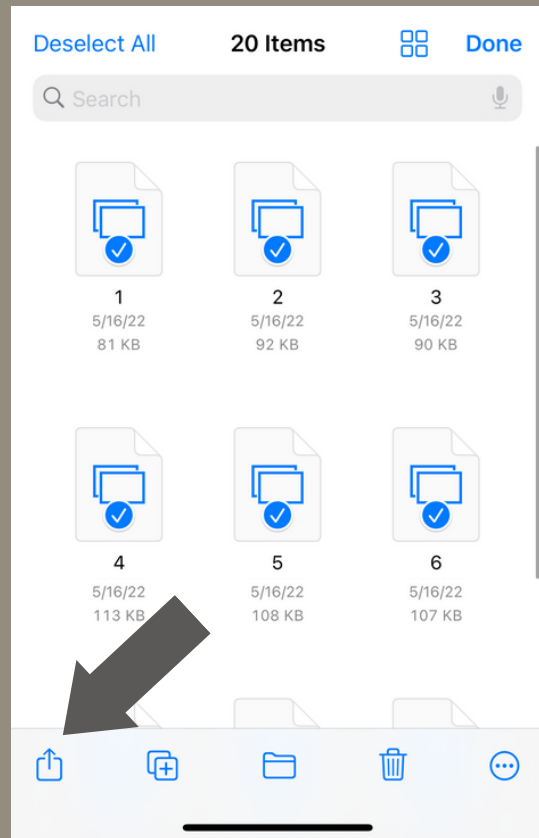 Deselect All 20 Items Done
Search
1 2 3
5/16/22 5/16/22 5/16/22
81 KB 92 KB 90 KB
4 5 6
5/16/22 5/16/22 5/16/22
113 KB 108 KB 107 KB